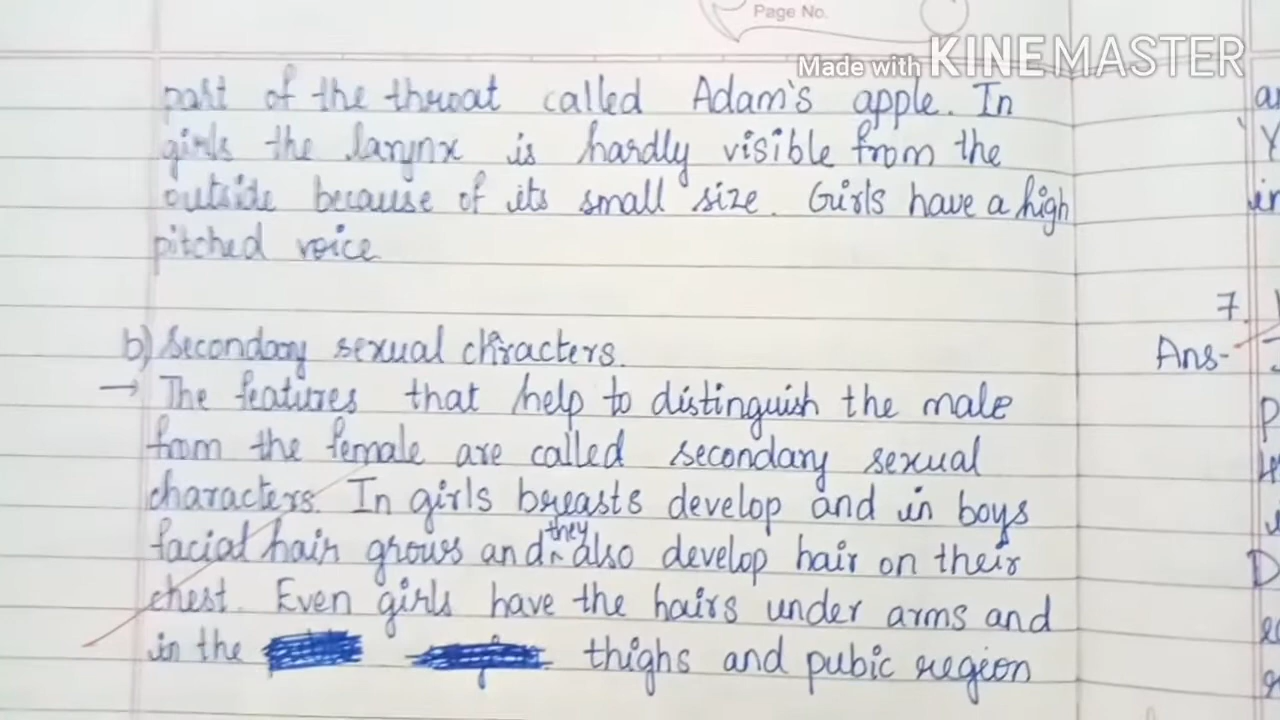 Page No.
Made with KINEMASTER
part of the throat called Adam's apple. In
girls the larynx is hardly visible from the
outside because of its small size. Girls have a high
pitched voice
b) Secondary sexual characters.
→ The features that help to distinguish the male
from the female are called secondary sexual
characters. In girls breasts develop and in boys
facial hair grows and they also develop hair on their
chest. Even girls have the hairs under arms and
in the thighs and pubic region
7.
Ans-